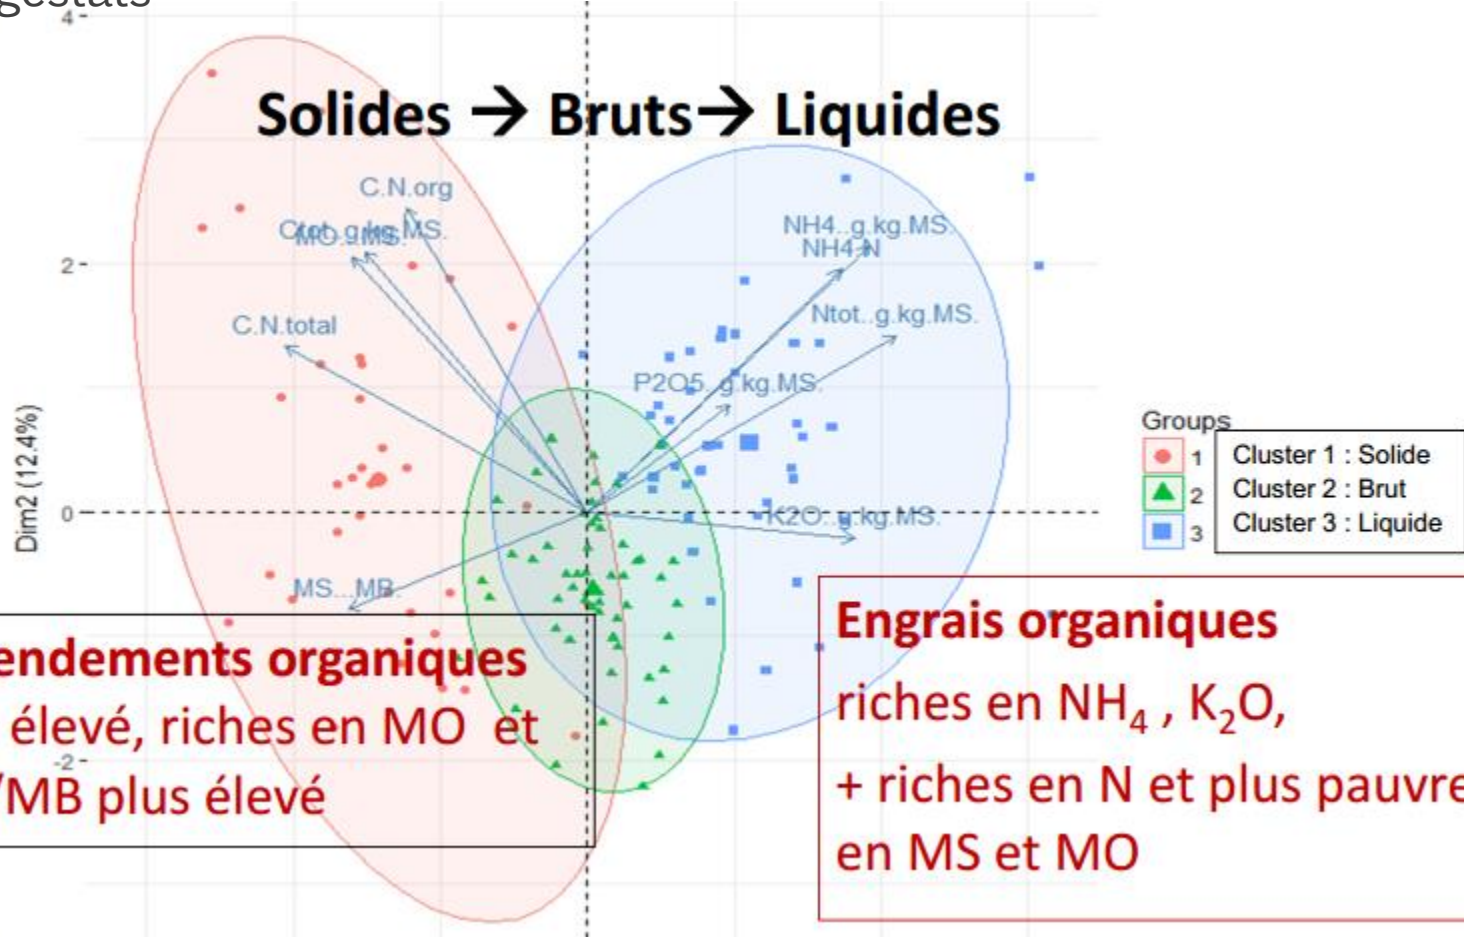 gestats
4
Solides → Bruts → Liquides
C.N.org
Ctot..g.kg.MS.
MO...MS.
C.N.total
NH4..g.kg.MS.
NH4.N
Ntot..g.kg.MS.
P2O5..g.kg.MS.
K2O..g.kg.MS.
MS...MB.
2
0
-2
Dim2 (12.4%)
Groups
1
2
3
Cluster 1 : Solide
Cluster 2 : Brut
Cluster 3 : Liquide
endements organiques
élevé, riches en MO et
/MB plus élevé
Engrais organiques
riches en NH₄ , K₂O,
+ riches en N et plus pauvre
en MS et MO